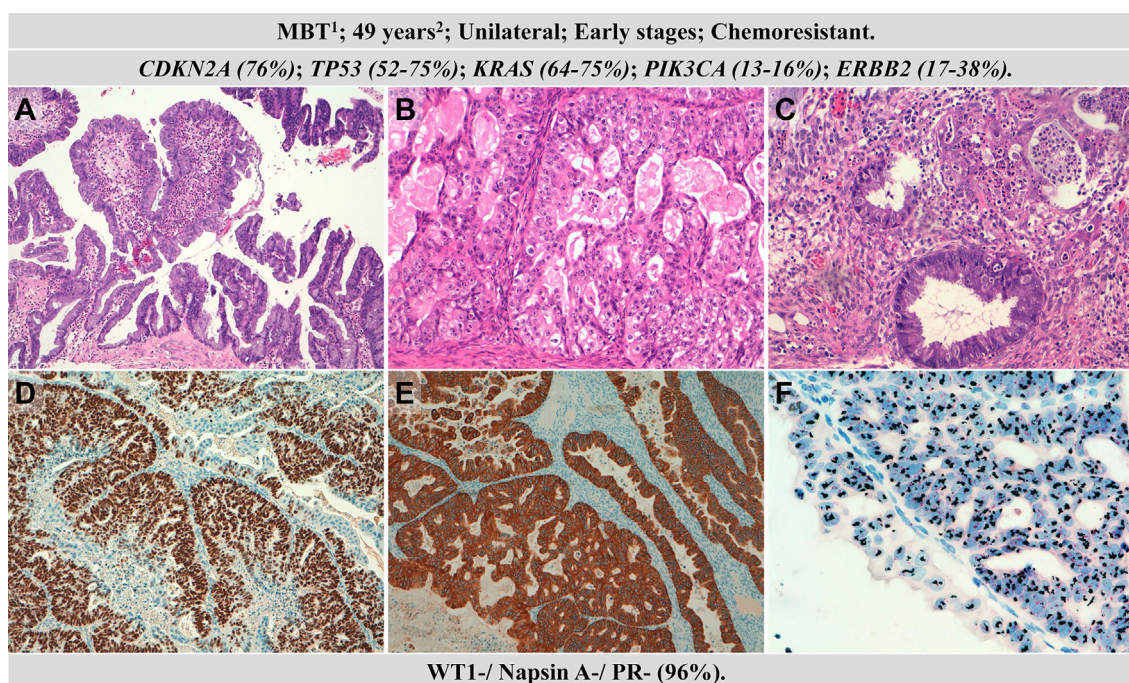 MBT¹; 49 years²; Unilateral; Early stages; Chemoresistant.
CDKN2A (76%); TP53 (52-75%); KRAS (64-75%); PIK3CA (13-16%); ERBB2 (17-38%).
A
B
C
D
E
F
WT1-/ Napsin A-/ PR- (96%).